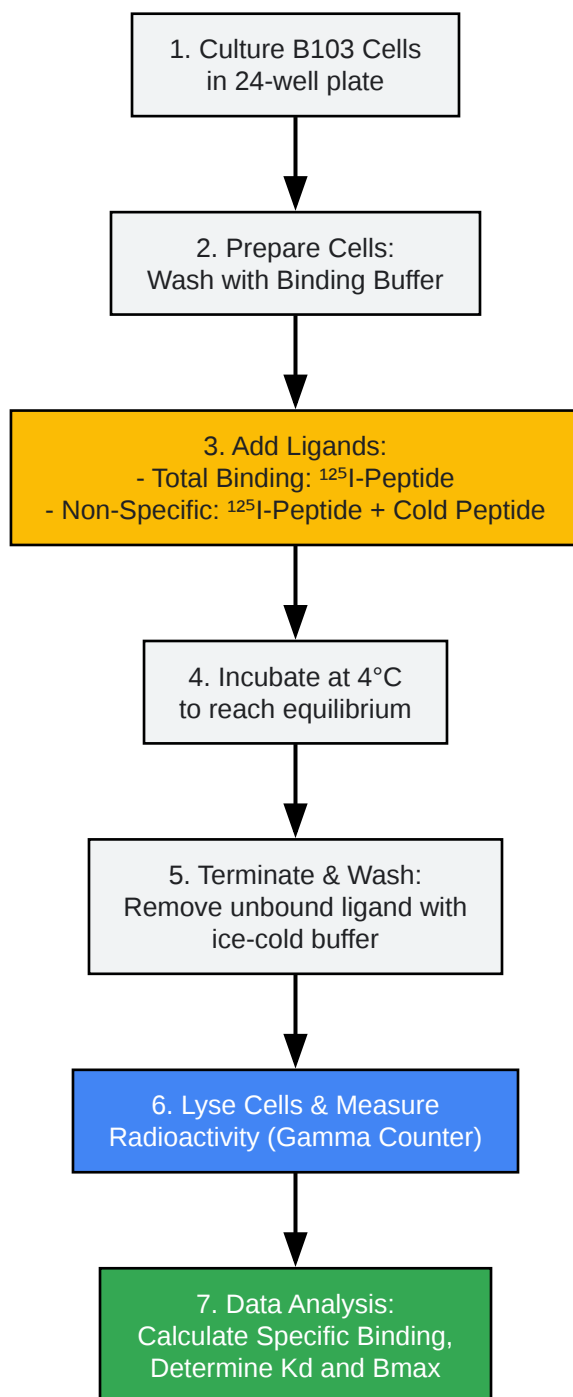 1. Culture B103 Cells
in 24-well plate
2. Prepare Cells:
Wash with Binding Buffer
3. Add Ligands:
- Total Binding: ¹²⁵I-Peptide
- Non-Specific: ¹²⁵I-Peptide + Cold Peptide
4. Incubate at 4°C
to reach equilibrium
5. Terminate & Wash:
Remove unbound ligand with
ice-cold buffer
6. Lyse Cells & Measure
Radioactivity (Gamma Counter)
7. Data Analysis:
Calculate Specific Binding,
Determine Kd and Bmax